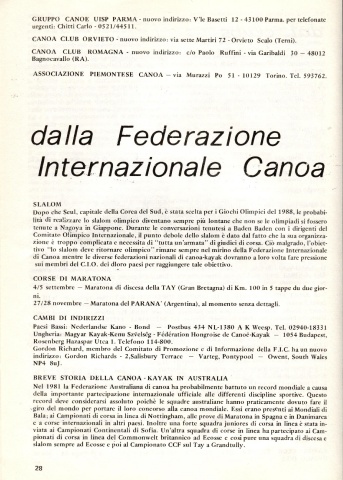 GRUPPO CANOE UISP PARMA - nuovo indirizzo: V'le Basetti 12 - 43100 Parma. per telefonate
urgenti: Chitti Carlo - 0521/44511.
CANOA CLUB ORVIETO - nuovo indirizzo: via sette Martiri 72 - Orvieto Scalo (Terni).
CANOA CLUB ROMAGNA - nuovo indirizzo: c/o Paolo Ruffini - via Garibaldi 30 – 48012
Bagnocavallo (RA).
ASSOCIAZIONE PIEMONTESE CANOA – via Murazzi Po 51 - 10129 Torino. Tel. 593762.
dalla Federazione
Internazionale Canoa
SLALOM
Dopo che Seul, capitale della Corea del Sud, è stata scelta per i Giochi Olimpici del 1988, le probabi-
lità di realizzare lo slalom olimpico diventano sempre più lontane che non se le olimpiadi si fossero
tenute a Nagoya in Giappone. Durante le conversazioni tenutesi a Baden Baden con i dirigenti del
Comitato Olimpico Internazionale, il punto debole dello slalom è dato dal fatto che la sua organizza-
zione è troppo complicata e necessita di "tutta un'armata" di giudici di corsa. Ciò malgrado, l'obiet-
tivo "lo slalom deve ritornare olimpico" rimane sempre nel mirino della Federazione Internazionale
di Canoa mentre le diverse federazioni nazionali di canoa-kayak dovranno a loro volta fare pressione
sui membri del C.I.O. dei dloro paesi per raggiungere tale obiettivo.
CORSE DI MARATONA
4/5 settembre – Maratona di discesa della TAY (Gran Bretagna) di Km. 100 in 5 tappe du due gior-
ni.
27/28 novembre – Maratona del PARANA' (Argentina), al momento senza dettagli.
CAMBI DI INDIRIZZI
Paesi Bassi: Nederlandse Kano - Bond – Postbus 434 NL-1380 A K Weesp. Tel. 02940-18331
Ungheria: Magyar Kayak-Kenu Szévlség - Fédération Hongroise de Canoë-Kayak – 1054 Budapest,
Rosenberg Hazaspar Utca 1. Telefono 114-800.
Gordon Richard, membro del Comitato di Promozione e di Informazione della F.I.C. ha un nuovo
indirizzo: Gordon Richards - 2,Salisbury Terrace – Varteg, Pontypool – Gwent, South Wales
NP4 8uJ.
BREVE STORIA DELLA CANOA - KAYAK IN AUSTRALIA
Nel 1981 la Federazione Australiana di canoa ha probabilmente battuto un record mondiale a causa
della importante partecipazione internazionale ufficiale alle differenti discipline sportive. Questo
record deve considerarsi assoluto poichè le squadre australiane hanno praticamente dovuto fare il
giro del mondo per portare il loro concorso alla canoa mondiale. Essi erano presenti ai Mondiali di
Bala; ai Campionati di corsa in linea di Nottingham, alle prove di Maratona in Spagna e in Danimarca
e a corse internazionali in altri paesi. Inoltre una forte squadra juniores di corsa in linea è stata in-
viata ai Campionati Continentali di Sofia. Un'altra squadra di corse in linea ha partecipato ai Cam-
pionati di corsa in linea del Commonwelt britannico ad Ecosse e così pure una squadra di discesa e
slalom sempre ad Ecosse e poi al Campionato CCF sul Tay a Grandtully.
28